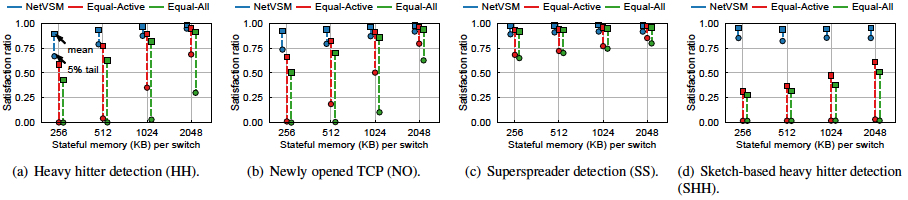 NetVSM Equal-Active Equal-All NetVSM Equal-Active Equal-All NetVSM Equal-Active Equal-All NetVSM Equal-Active Equal-All
Satisfaction ratio
1.00
0.75
0.50
0.25
0.00
mean
5% tail
256 512 1024 2048
Stateful memory (KB) per switch
(a) Heavy hitter detection (HH).
Satisfaction ratio
1.00
0.75
0.50
0.25
0.00
256 512 1024 2048
Stateful memory (KB) per switch
(b) Newly opened TCP (NO).
Satisfaction ratio
1.00
0.75
0.50
0.25
0.00
256 512 1024 2048
Stateful memory (KB) per switch
(c) Superspreader detection (SS).
Satisfaction ratio
1.00
0.75
0.50
0.25
0.00
256 512 1024 2048
Stateful memory (KB) per switch
(d) Sketch-based heavy hitter detection
(SHH).